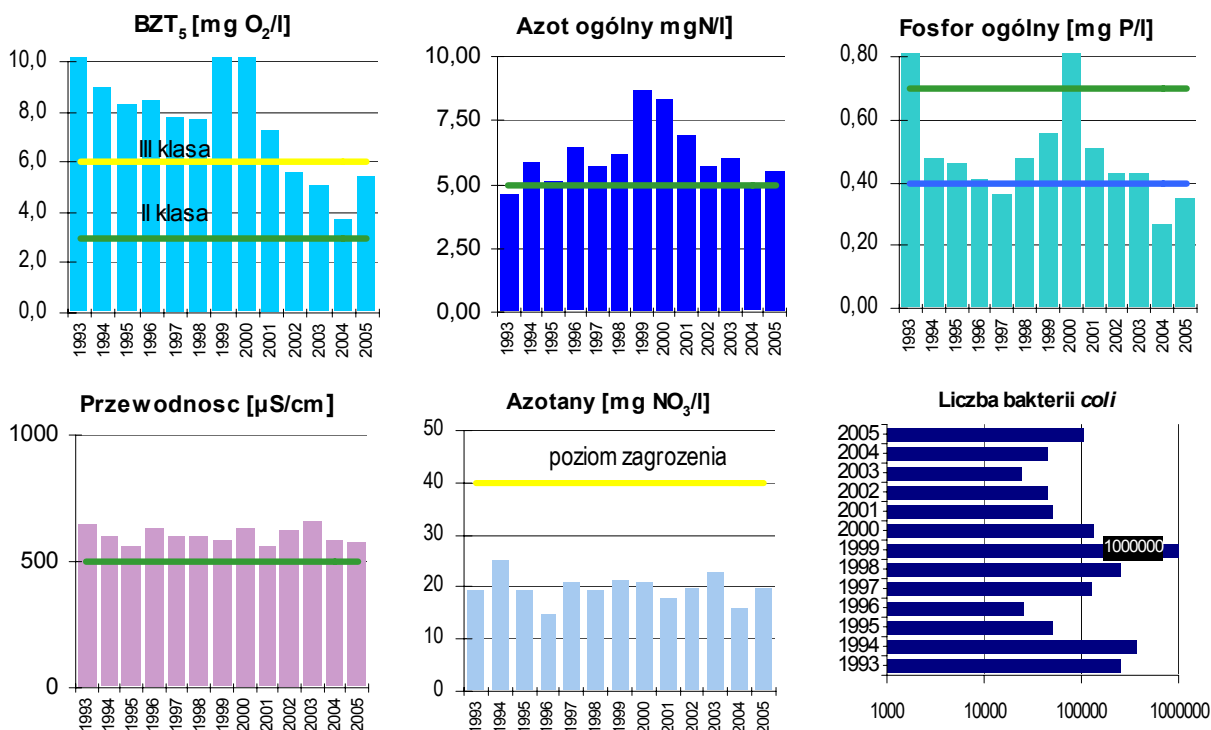 BZT5 [mg O2/l]
10,0
8,0
6,0
4,0
2,0
0,0
III klasa
II klasa
1993 1994 1995 1996 1997 1998 1999 2000 2001 2002 2003 2004 2005
Azot ogólny mgN/l]
10,00
7,50
5,00
2,50
0,00
1993 1994 1995 1996 1997 1998 1999 2000 2001 2002 2003 2004 2005
Fosfor ogólny [mg P/l]
0,80
0,60
0,40
0,20
0,00
1993 1994 1995 1996 1997 1998 1999 2000 2001 2002 2003 2004 2005
Przewodnosc [µS/cm]
1000
500
0
1993 1994 1995 1996 1997 1998 1999 2000 2001 2002 2003 2004 2005
Azotany [mg NO3/l]
50
40
30
20
10
0
poziom zagrozenia
1993 1994 1995 1996 1997 1998 1999 2000 2001 2002 2003 2004 2005
Liczba bakterii coli
2005
2004
2003
2002
2001
2000
1999
1998
1997
1996
1995
1994
1993
1000000
1000 10000 100000 1000000